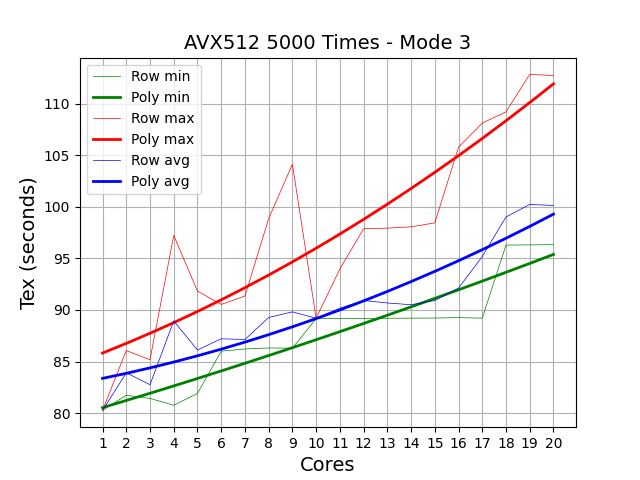 AVX512 5000 Times - Mode 3
Row min
Poly min
Row max
Poly max
Row avg
Poly avg
110
105
100
95
90
85
80
Tex (seconds)
1 2 3 4 5 6 7 8 9 10 11 12 13 14 15 16 17 18 19 20
Cores